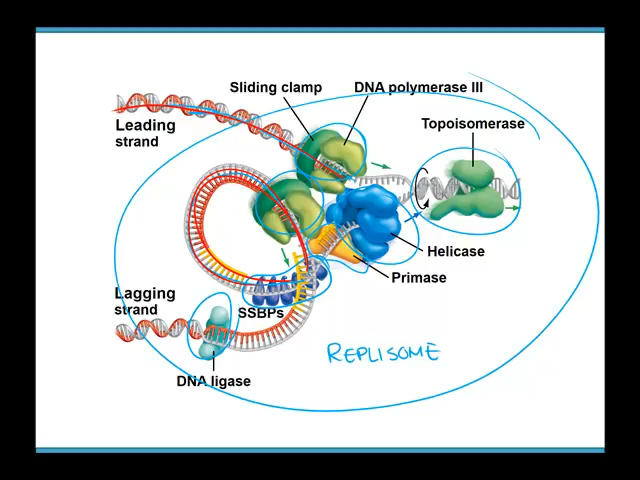 Sliding clamp
DNA polymerase III
Topoisomerase
Leading
strand
Helicase
Primase
Lagging
strand
SSBPs
REPLISOME
DNA ligase